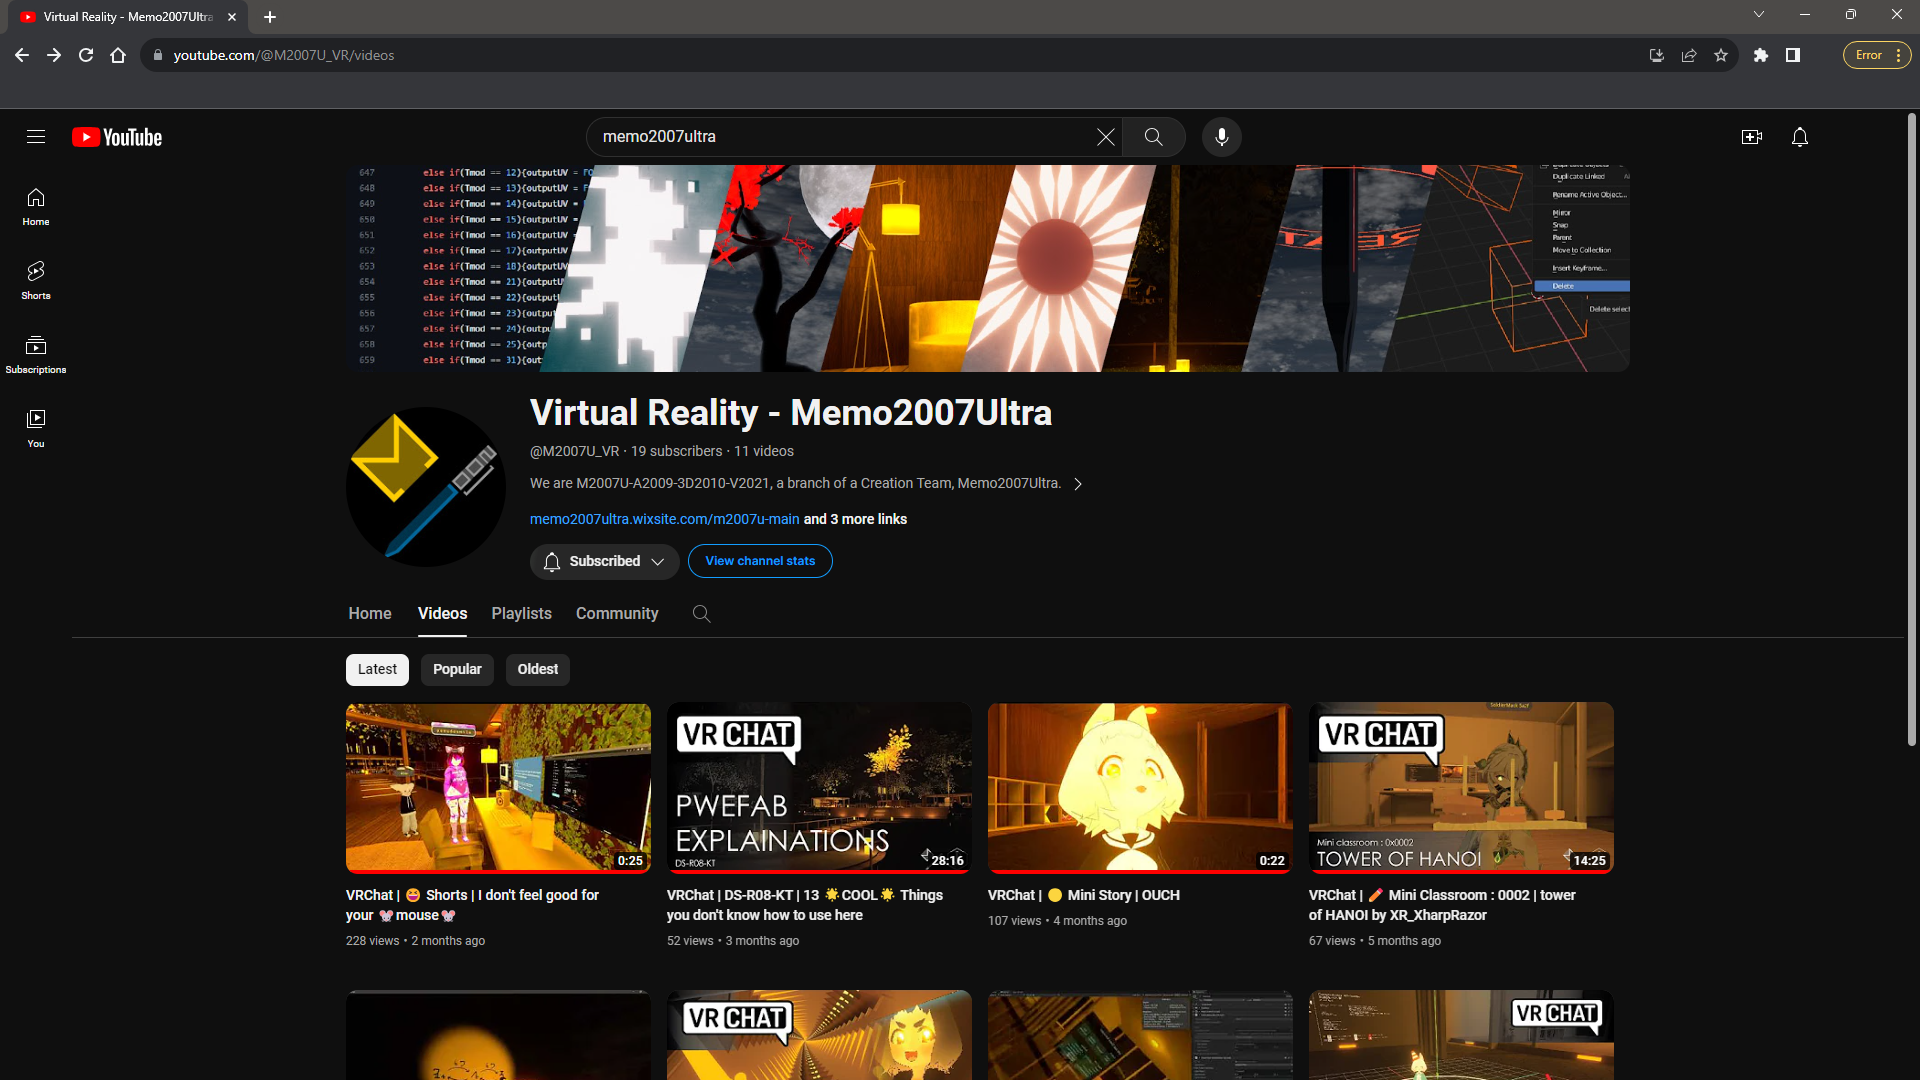 Virtual Reality - Memo2007Ultra
youtube.com/@M2007U_VR/videos
Error
YouTube
memo2007ultra
Home
Shorts
Subscriptions
You
647 else if(Tmod == 12){outputUV = FO
648 else if(Tmod == 13){outputUV = F
649 else if(Tmod == 14){outputUV =
650 else if(Tmod == 15){outputUV =
651 else if(Tmod == 16){outputUV =
652 else if(Tmod == 17){outputUV
653 else if(Tmod == 18){outputUV
654 else if(Tmod == 21){outputU
655 else if(Tmod == 22){output
656 else if(Tmod == 23){outpu
657 else if(Tmod == 24){outpu
658 else if(Tmod == 25){outp
659 else if(Tmod == 31){out
Duplicate Objects
Duplicate Linked
Rename Active Object...
Mirror
Snap
Parent
Move to Collection
Insert Keyframe...
Delete
Delete select
Virtual Reality - Memo2007Ultra
@M2007U_VR · 19 subscribers · 11 videos
We are M2007U-A2009-3D2010-V2021, a branch of a Creation Team, Memo2007Ultra.
memo2007ultra.wixsite.com/m2007u-main and 3 more links
Subscribed
View channel stats
Home Videos Playlists Community
Latest Popular Oldest
0:25
VRChat | 😆 Shorts | I don't feel good for
your 🐭mouse🐭
228 views • 2 months ago
VRCHAT
PWEFAB
EXPLAINATIONS
DS-R08-KT
28:16
VRChat | DS-R08-KT | 13 🌟COOL🌟 Things
you don't know how to use here
52 views • 3 months ago
0:22
VRChat | 🟡 Mini Story | OUCH
107 views • 4 months ago
VRCHAT
Mini classroom : 0x0002
TOWER OF HANOI
14:25
VRChat | 🖍️ Mini Classroom : 0002 | tower
of HANOI by XR_XharpRazor
67 views • 5 months ago
VRCHAT
VRCHAT